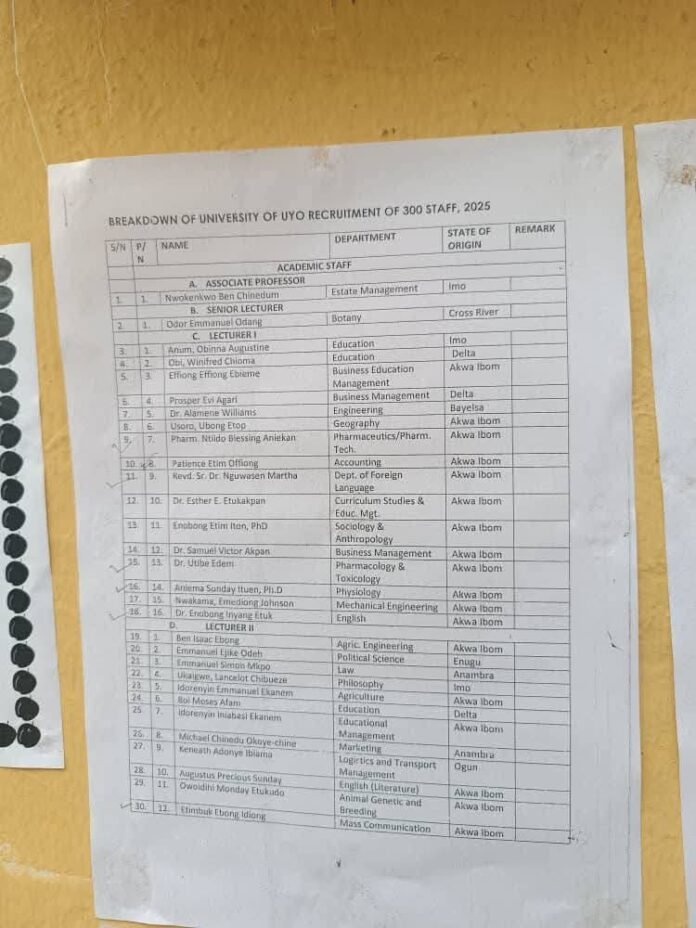 BREAKDOWN OF UNIVERSITY OF UYO RECRUITMENT OF 300 STAFF, 2025
S/N P/N NAME DEPARTMENT STATE OF ORIGIN REMARK
ACADEMIC STAFF
A. ASSOCIATE PROFESSOR
1. 1. Nwokenkwo Ben Chinedum Estate Management Imo
B. SENIOR LECTURER
2. 1. Odor Emmanuel Odang Botany Cross River
C. LECTURER I
3. 1. Anum, Obinna Augustine Education Imo
4. 2. Obi, Winifred Chioma Education Delta
5. 3. Effiong Effiong Ebieme Business Education Akwa Ibom
Management
6. 4. Prosper Evi Agari Business Management Delta
7. 5. Dr. Alamene Williams Engineering Bayelsa
8. 6. Usoro, Ubong Etop Geography Akwa Ibom
9. 7. Pharm. Ntiido Blessing Aniekan Pharmaceutics/Pharm. Akwa Ibom
Tech.
10. 8. Patience Etim Offiong Accounting Akwa Ibom
11. 9. Revd. Sr. Dr. Nguwasen Martha Dept. of Foreign Akwa Ibom
Language
12. 10. Dr. Esther E. Etukakpan Curriculum Studies & Akwa Ibom
Educ. Mgt.
13. 11. Enobong Etim Iton, PhD Sociology & Akwa Ibom
Anthropology
14. 12. Dr. Samuel Victor Akpan Business Management Akwa Ibom
15. 13. Dr. Utibe Edem Pharmacology & Akwa Ibom
Toxicology
16. 14. Aniema Sunday Ituen, Ph.D Physiology Akwa Ibom
17. 15. Nwakama, Emediong Johnson Mechanical Engineering Akwa Ibom
18. 16. Dr. Enobong Inyang Etuk English Akwa Ibom
D. LECTURER II
19. 1. Ben Isaac Ebong Agric. Engineering Akwa Ibom
20. 2. Emmanuel Ejike Odeh Political Science Enugu
21. 3. Emmanuel Simon Mkpo Law Anambra
22. 4. Ukaigwe, Lancelot Chibueze Philosophy Imo
23. 5. Idorenyin Emmanuel Ekanem Agriculture Akwa Ibom
24. 6. Boi Moses Afam Education Delta
25 7. Idorenyin Iniabasi Ekanem Educational Akwa Ibom
Management
26. 8. Michael Chinedu Okoye-chine Marketing Anambra
27. 9. Keneath Adonye Ibiama Logistics and Transport Ogun
Management
28. 10. Augustus Precious Sunday English (Literature) Akwa Ibom
29. 11. Owoidihi Monday Etukudo Animal Genetic and Akwa Ibom
Breeding
30. 12. Etimbuk Ebong Idiong Mass Communication Akwa Ibom